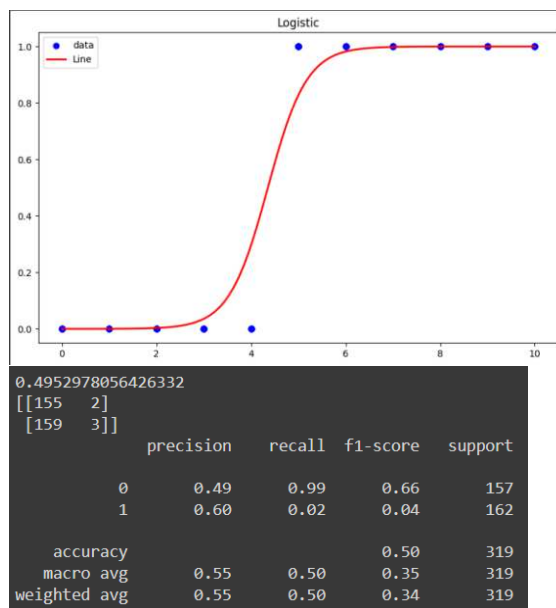 Logistic
data
Line
1.0
0.8
0.6
0.4
0.2
0.0
0 2 4 6 8 10
0.4952978056426332
[[155 2]
[159 3]]
precision recall f1-score support
0 0.49 0.99 0.66 157
1 0.60 0.02 0.04 162
accuracy 0.50 319
macro avg 0.55 0.50 0.35 319
weighted avg 0.55 0.50 0.34 319